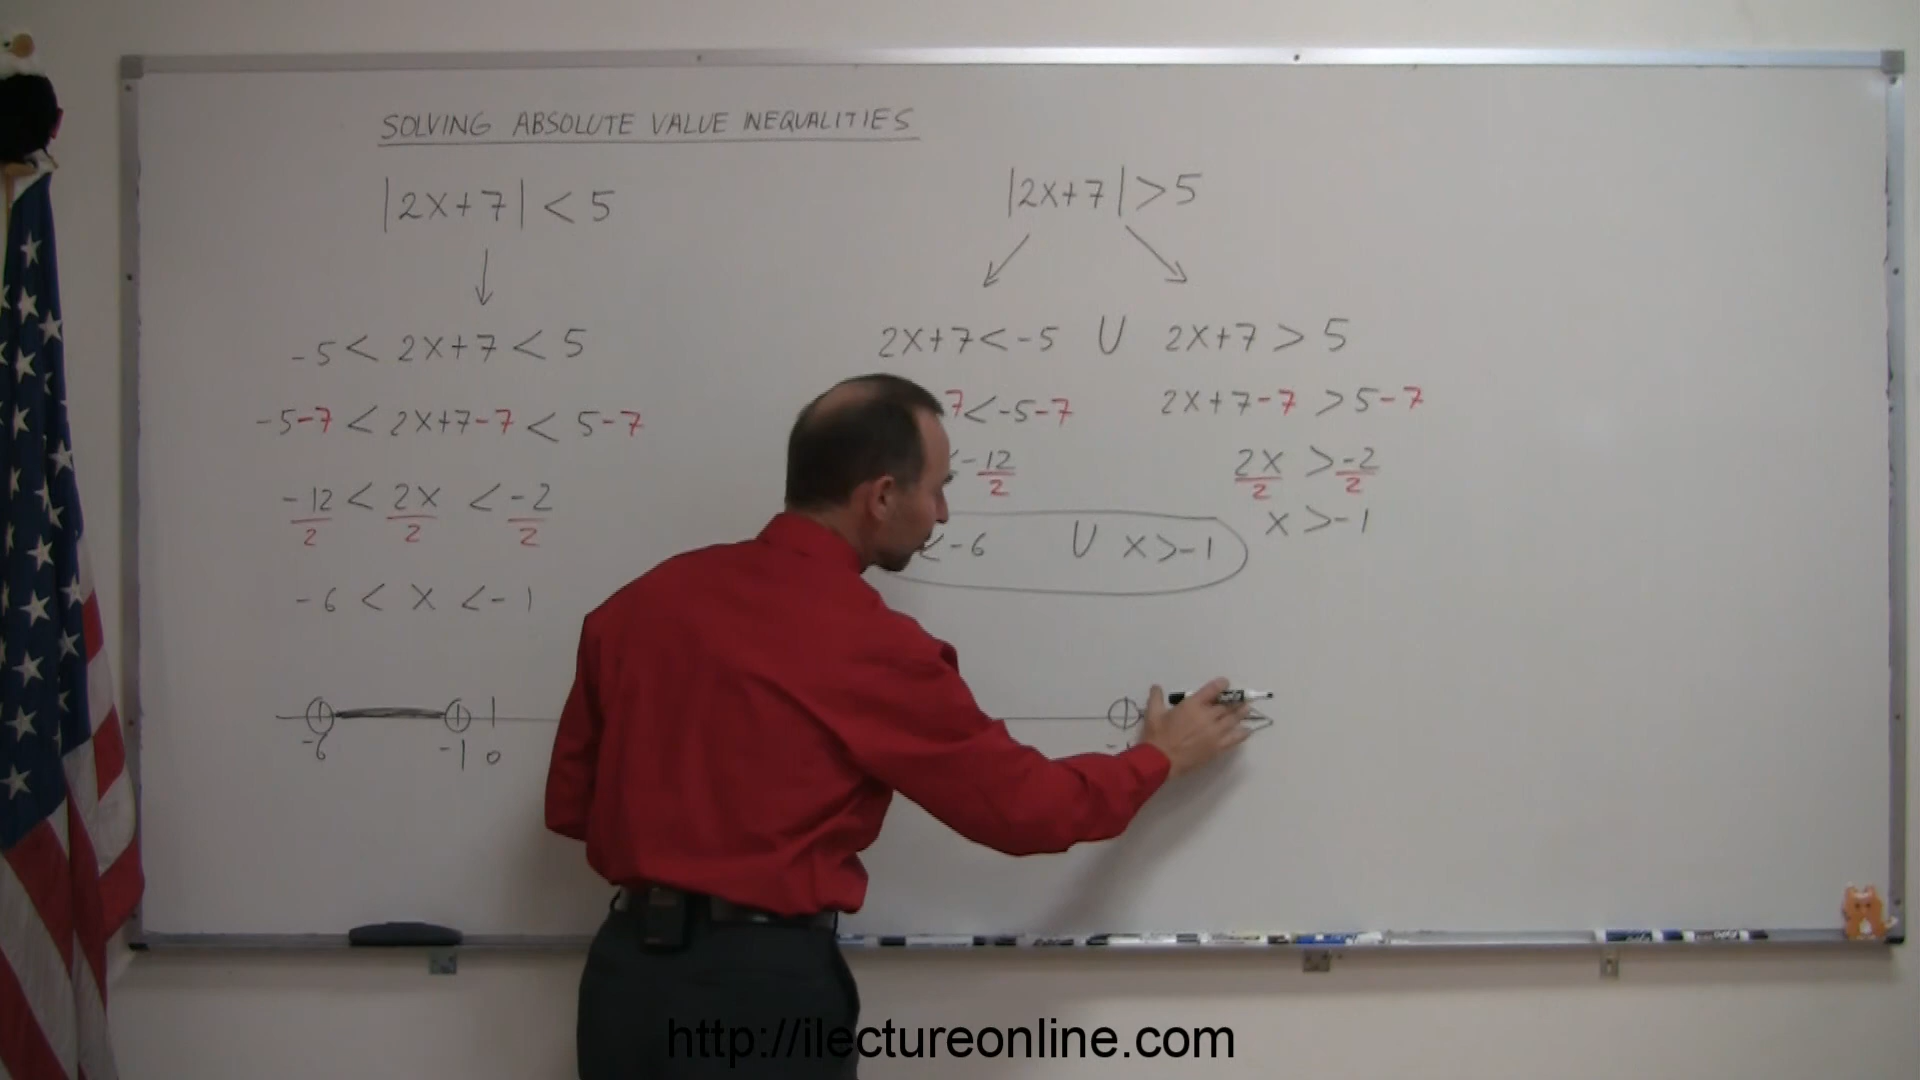 SOLVING ABSOLUTE VALUE INEQUALITIES
|2x+7| < 5
-5 < 2x+7 < 5
-5-7 < 2x+7-7 < 5-7
-12/2 < 2x/2 < -2/2
-6 < x < -1
-6 -1 0
|2x+7| > 5
2x+7 < -5 U 2x+7 > 5
7 < -5-7 2x+7-7 > 5-7
< -12/2 2x/2 > -2/2
x > -1
< -6 U x > -1
http://ilectureonline.com